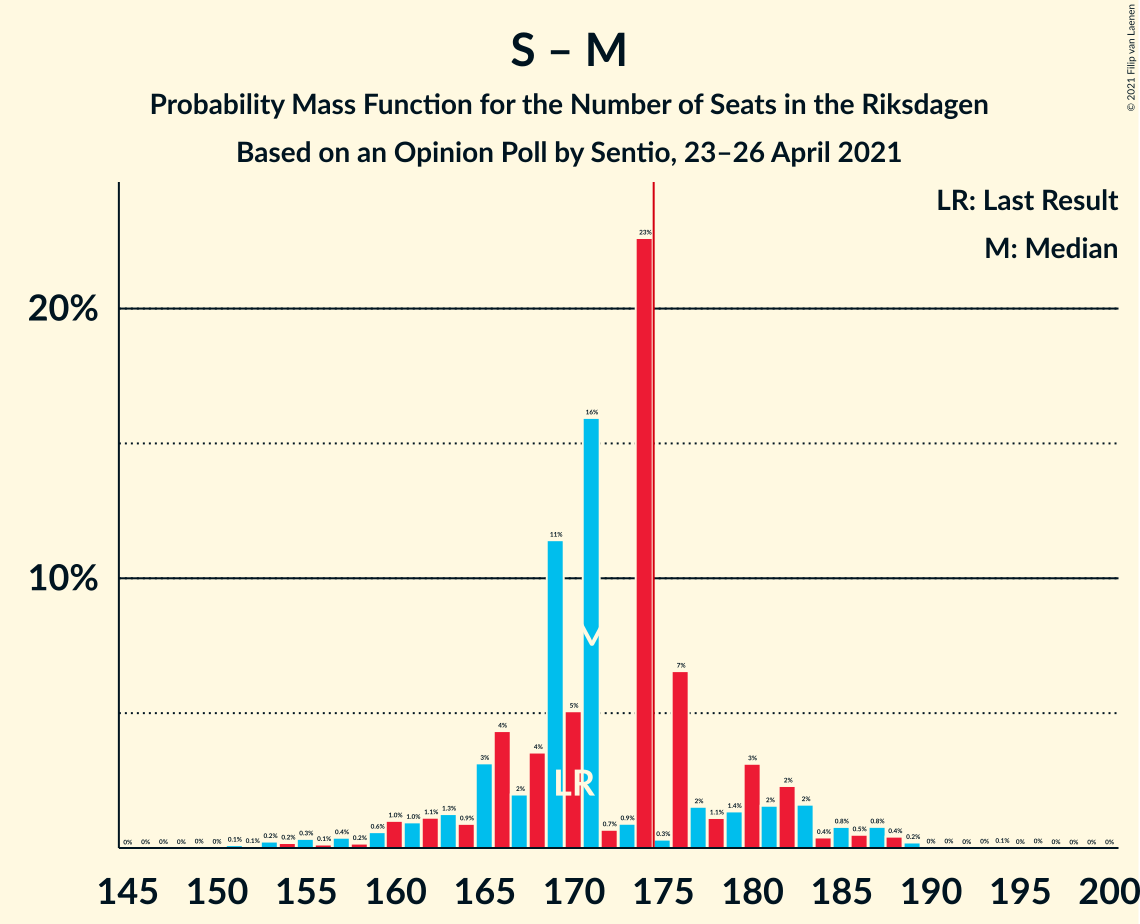 S – M
Probability Mass Function for the Number of Seats in the Riksdagen
Based on an Opinion Poll by Sentio, 23–26 April 2021
© 2021 Filip van Laenen
LR: Last Result
M: Median
20%
10%
0% 0% 0% 0% 0% 0% 0.1% 0.1% 0.2% 0.2% 0.3% 0.1% 0.4% 0.2% 0.6% 1.0% 1.0% 1.1% 1.3% 0.9% 3% 4% 2% 4% 11% 5% 16% 0.7% 0.9% 23% 0.3% 7% 2% 1.1% 1.4% 3% 2% 2% 2% 0.4% 0.8% 0.5% 0.8% 0.4% 0.2% 0% 0% 0% 0% 0.1% 0% 0% 0% 0% 0% 0%
M
LR
145 150 155 160 165 170 175 180 185 190 195 200